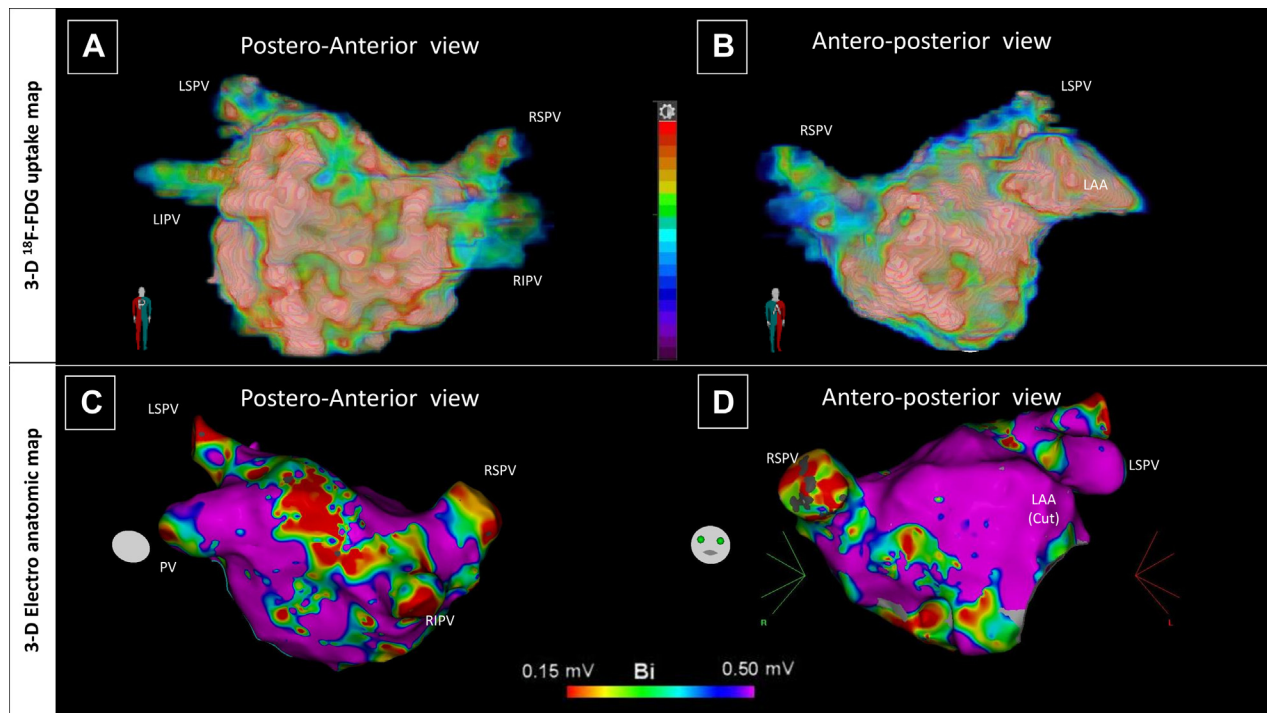 3-D ¹⁸F-FDG uptake map
A
Postero-Anterior view
LSPV
RSPV
LIPV
RIPV
P
B
Antero-posterior view
LSPV
RSPV
LAA
A
3-D Electro anatomic map
C
Postero-Anterior view
LSPV
RSPV
PV
RIPV
D
Antero-posterior view
RSPV
LSPV
LAA
(Cut)
R
L
0.15 mV Bi 0.50 mV